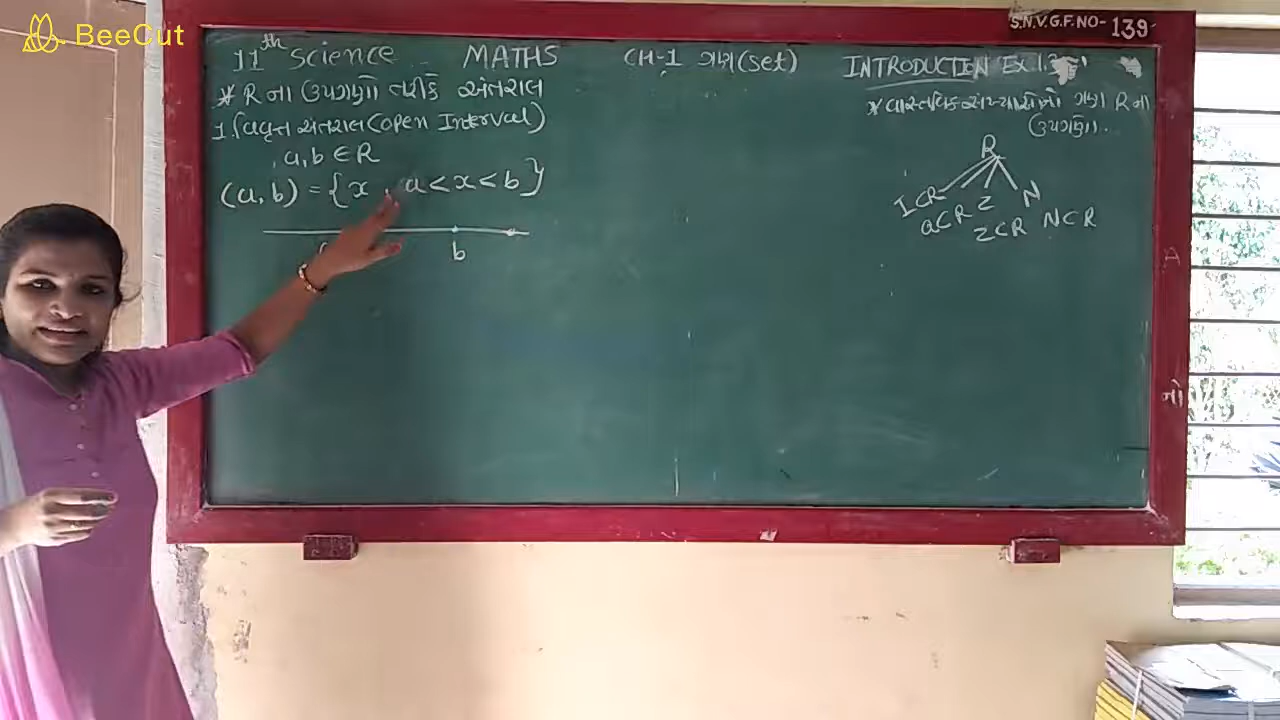 BeeCut
S.N.V.G.F.NO- 139
11th Science MATHS CH-1 ગણ(Set) INTRODUCTION Ex 1.3
* R ના ઉપગણો તરીકે અંતરાલ
1. વિવૃત્ત અંતરાલ (open Interval)
a,b ∈ R
(a,b) = {x , a < x < b}
b
* વાસ્તવિક સંખ્યાઓનો ગણ R ના
ઉપગણો.
R
I⊂R Z N
Q⊂R Z⊂R N⊂R
A